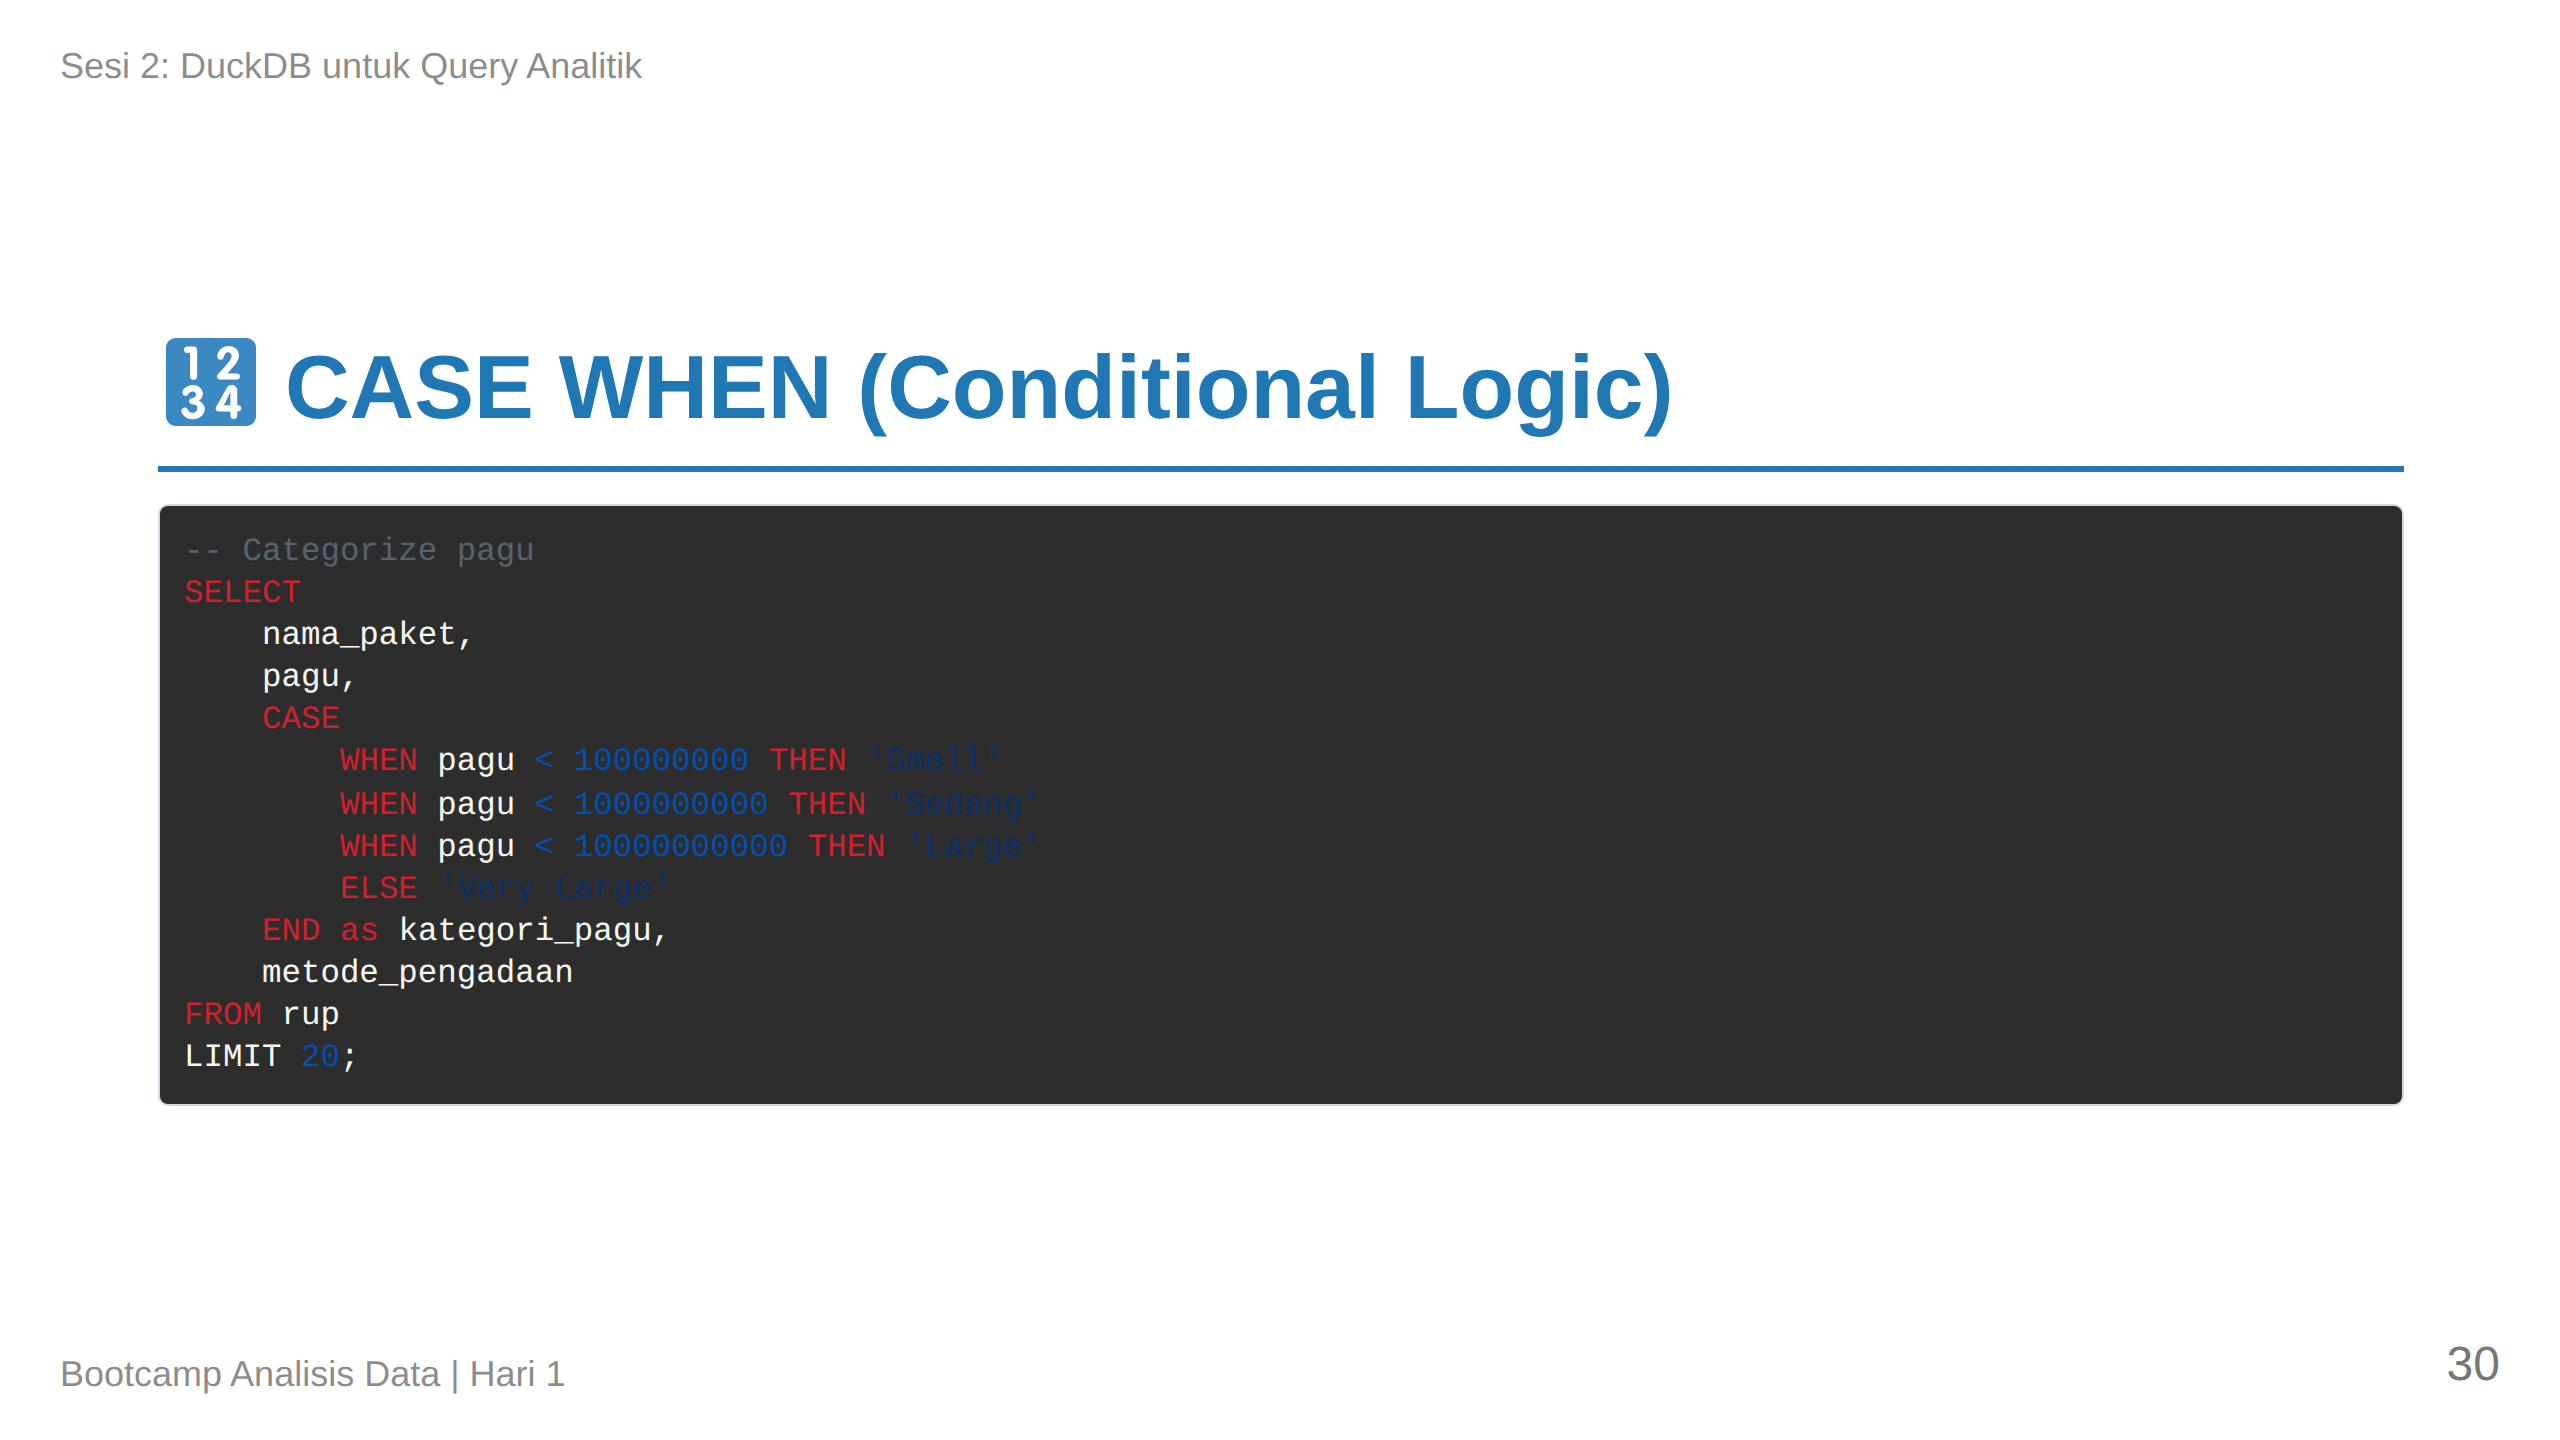 Sesi 2: DuckDB untuk Query Analitik
🔢 CASE WHEN (Conditional Logic)
-- Categorize pagu
SELECT
    nama_paket,
    pagu,
    CASE
        WHEN pagu < 100000000 THEN 'Small'
        WHEN pagu < 1000000000 THEN 'Sedang'
        WHEN pagu < 10000000000 THEN 'Large'
        ELSE 'Very Large'
    END as kategori_pagu,
    metode_pengadaan
FROM rup
LIMIT 20;
Bootcamp Analisis Data | Hari 1
30